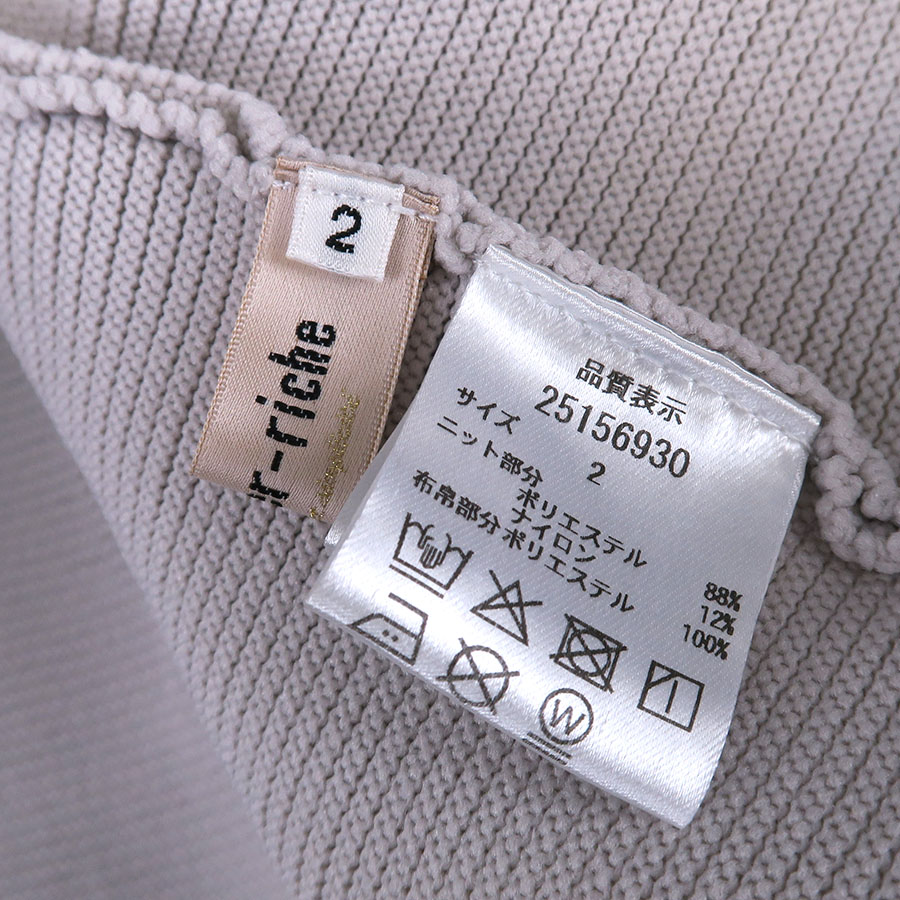 2
r-riche
品質表示
25156930
サイズ 2
ニット部分
ポリエステル 88%
ナイロン 12%
布帛部分ポリエステル 100%
W